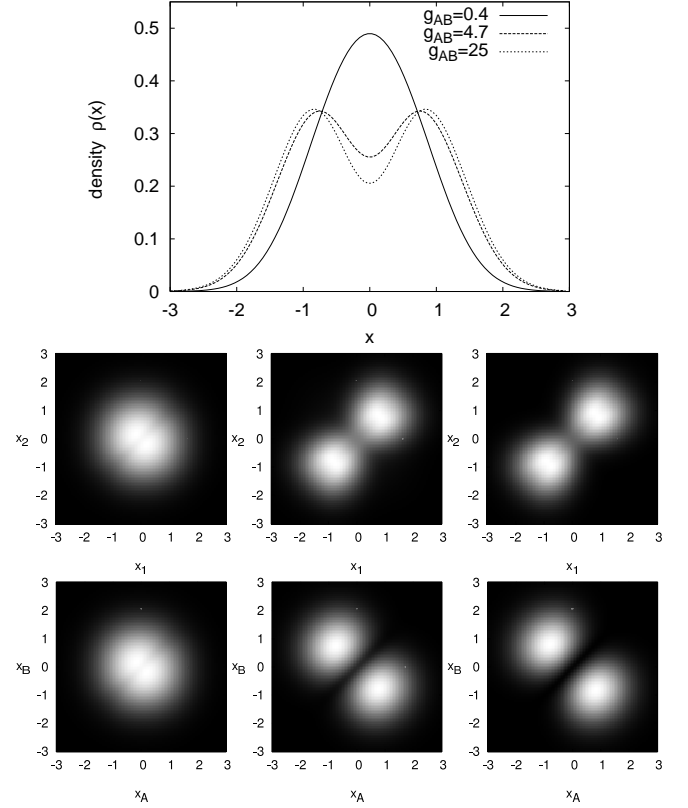 g_AB=0.4
g_AB=4.7
g_AB=25
density ρ(x)
0.5
0.4
0.3
0.2
0.1
0
-3 -2 -1 0 1 2 3
x
3 3 3
2 2 2
1 1 1
x_2 0 x_2 0 x_2 0
-1 -1 -1
-2 -2 -2
-3 -3 -3
-3 -2 -1 0 1 2 3 -3 -2 -1 0 1 2 3 -3 -2 -1 0 1 2 3
x_1 x_1 x_1
3 3 3
2 2 2
1 1 1
x_B 0 x_B 0 x_B 0
-1 -1 -1
-2 -2 -2
-3 -3 -3
-3 -2 -1 0 1 2 3 -3 -2 -1 0 1 2 3 -3 -2 -1 0 1 2 3
x_A x_A x_A